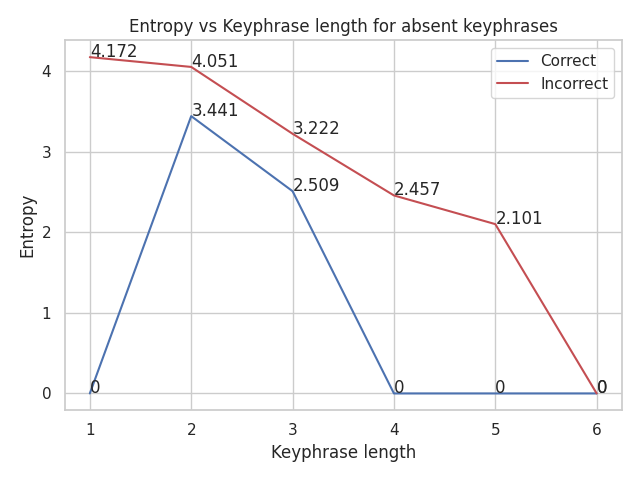 Entropy vs Keyphrase length for absent keyphrases
Correct
Incorrect
4.172
4.051
3.441
3.222
2.509
2.457
2.101
0
0
0
0
0
4
3
2
1
0
Entropy
1 2 3 4 5 6
Keyphrase length